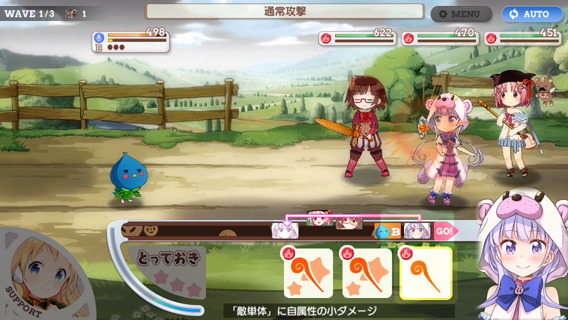 WAVE 1/3 1
通常攻撃
MENU
AUTO
498
B
622
470
451
B
GO!
とっておき
SUPPORT
「敵単体」に自属性の小ダメージ